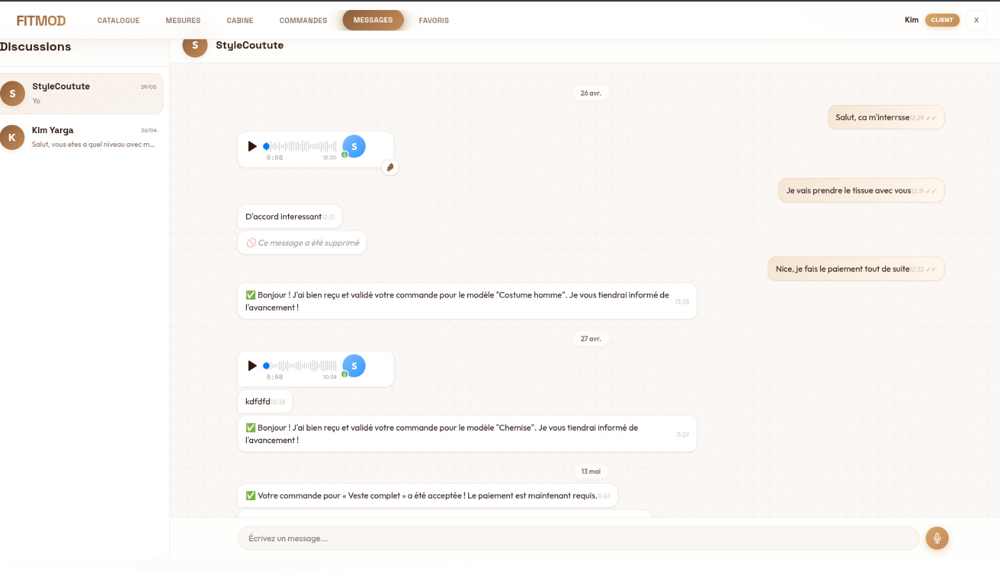 FITMOD
CATALOGUE
MESURES
CABINE
COMMANDES
MESSAGES
FAVORIS
Kim
CLIENT
X
Discussions
S
StyleCoutute
29/05
Yo
K
Kim Yarga
26/04
Salut, vous etes a quel niveau avec m...
S
StyleCoutute
26 avr.
Salut, ca m'interrsse 12:29
0:08
12:30
S
Je vais prendre le tissue avec vous 12:31
D'accord interessant 12:31
Ce message a été supprimé
Nice, je fais le paiement tout de suite 12:32
✅ Bonjour ! J'ai bien reçu et validé votre commande pour le modèle "Costume homme". Je vous tiendrai informé de
l'avancement !
13:38
27 avr.
0:08
10:38
S
kdfdfd 10:38
✅ Bonjour ! J'ai bien reçu et validé votre commande pour le modèle "Chemise". Je vous tiendrai informé de
l'avancement !
11:29
13 mai
✅ Votre commande pour « Veste complet » a été acceptée ! Le paiement est maintenant requis. 11:47
Écrivez un message...